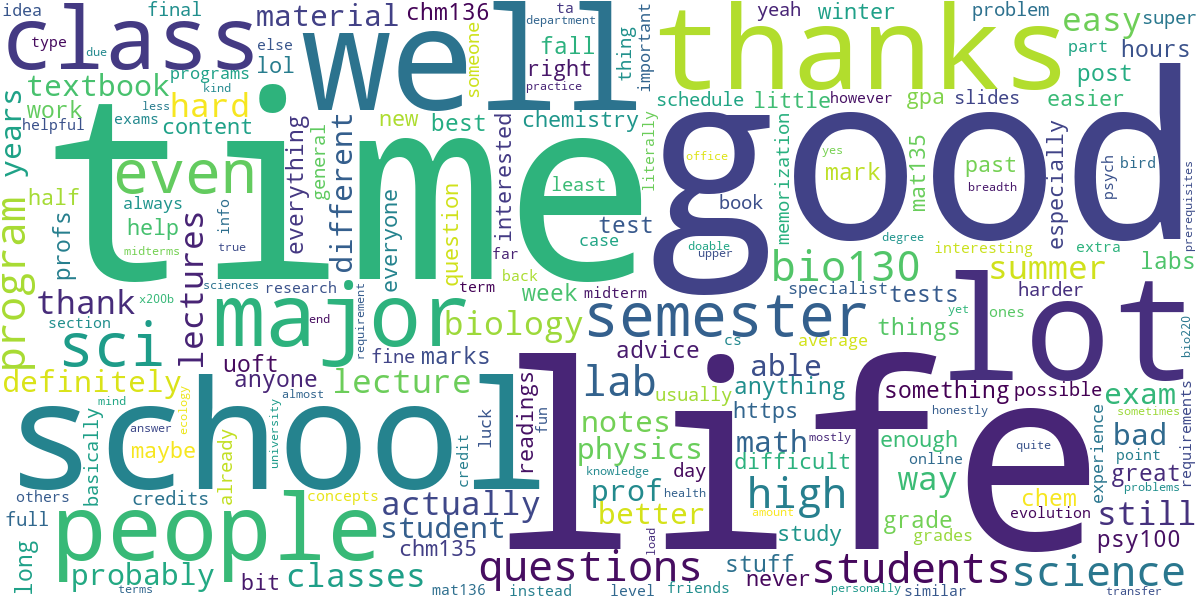 idea
final
material
chm136
ta
department
yeah
winter
problem
easy
super
class
type
due
else
lol
well
someone
fall
right
practice
thing
important
thanks
part
hours
post
textbook
programs
kind
work
less
hard
helpful
exams
content
years
new
best
chemistry
schedule
little
however
gpa
slides
easier
time
good
even
everything
general
different
interested
literally
least
office
yes
mark
mat135
past
breadth
especially
psych
bird
prerequisites
half
always
help
info
everyone
question
test
book
memorization
case
doable
upper
degree
interesting
extra
program
profs
midterms
true
lectures
far
back
bio130
summer
labs
thank
x200b
sciences
research
requirement
term
week
midterm
specialist
tests
harder
section
sci
major
end
biology
semester
things
yet
ones
bio220
uoft
fine
marks
advice
cs
average
lot
definitely
anyone
lecture
lab
able
mind
almost
usually
anything
something
possible
exam
school
ecology
answer
university
credit
luck
readings
fun
life
notes
https
honestly
sometimes
requirements
basically
maybe
already
physics
math
mostly
enough
quite
experience
bad
point
difficult
online
great
problems
knowledge
day
others
credits
concepts
actually
prof
health
high
way
chem
full
people
student
better
amount
grade
evolution
still
chm135
load
study
grades
psy100
long
probably
bit
classes
questions
stuff
never
students
science
terms
mat136
instead
level
friends
personally
similar
transfer